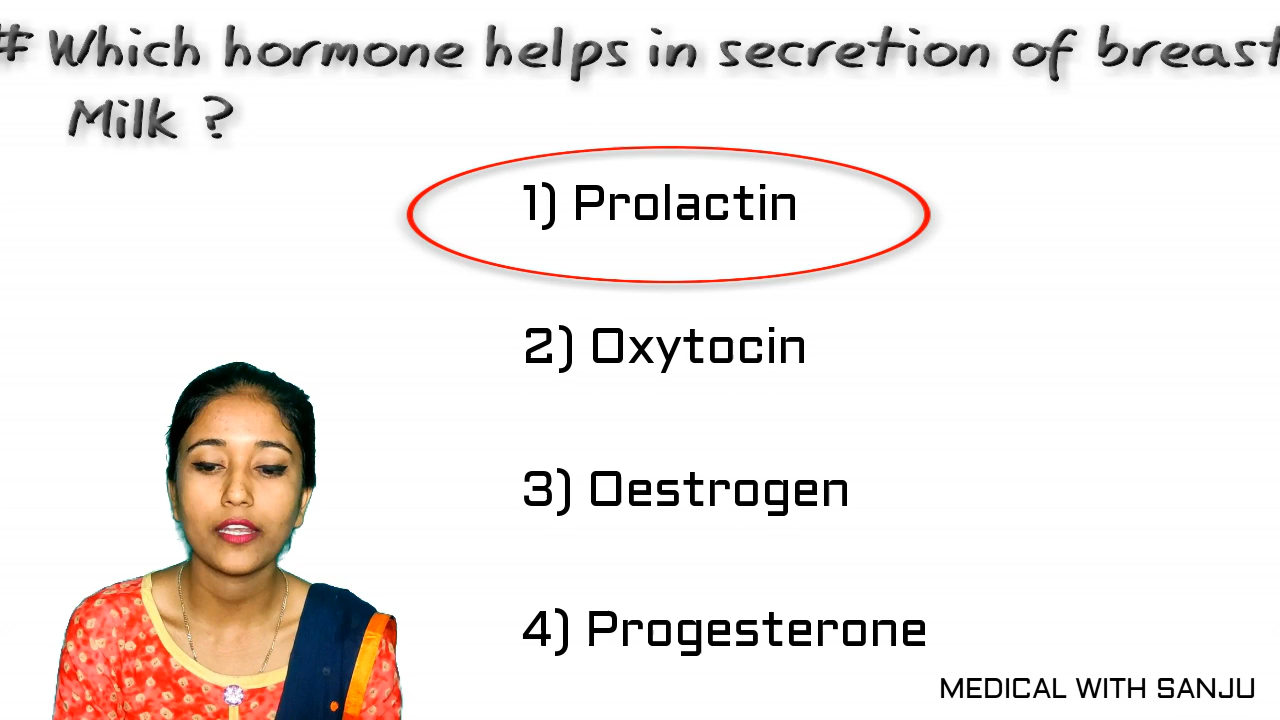 # Which hormone helps in secretion of breast
Milk ?
1) Prolactin
2) Oxytocin
3) Oestrogen
4) Progesterone
MEDICAL WITH SANJU